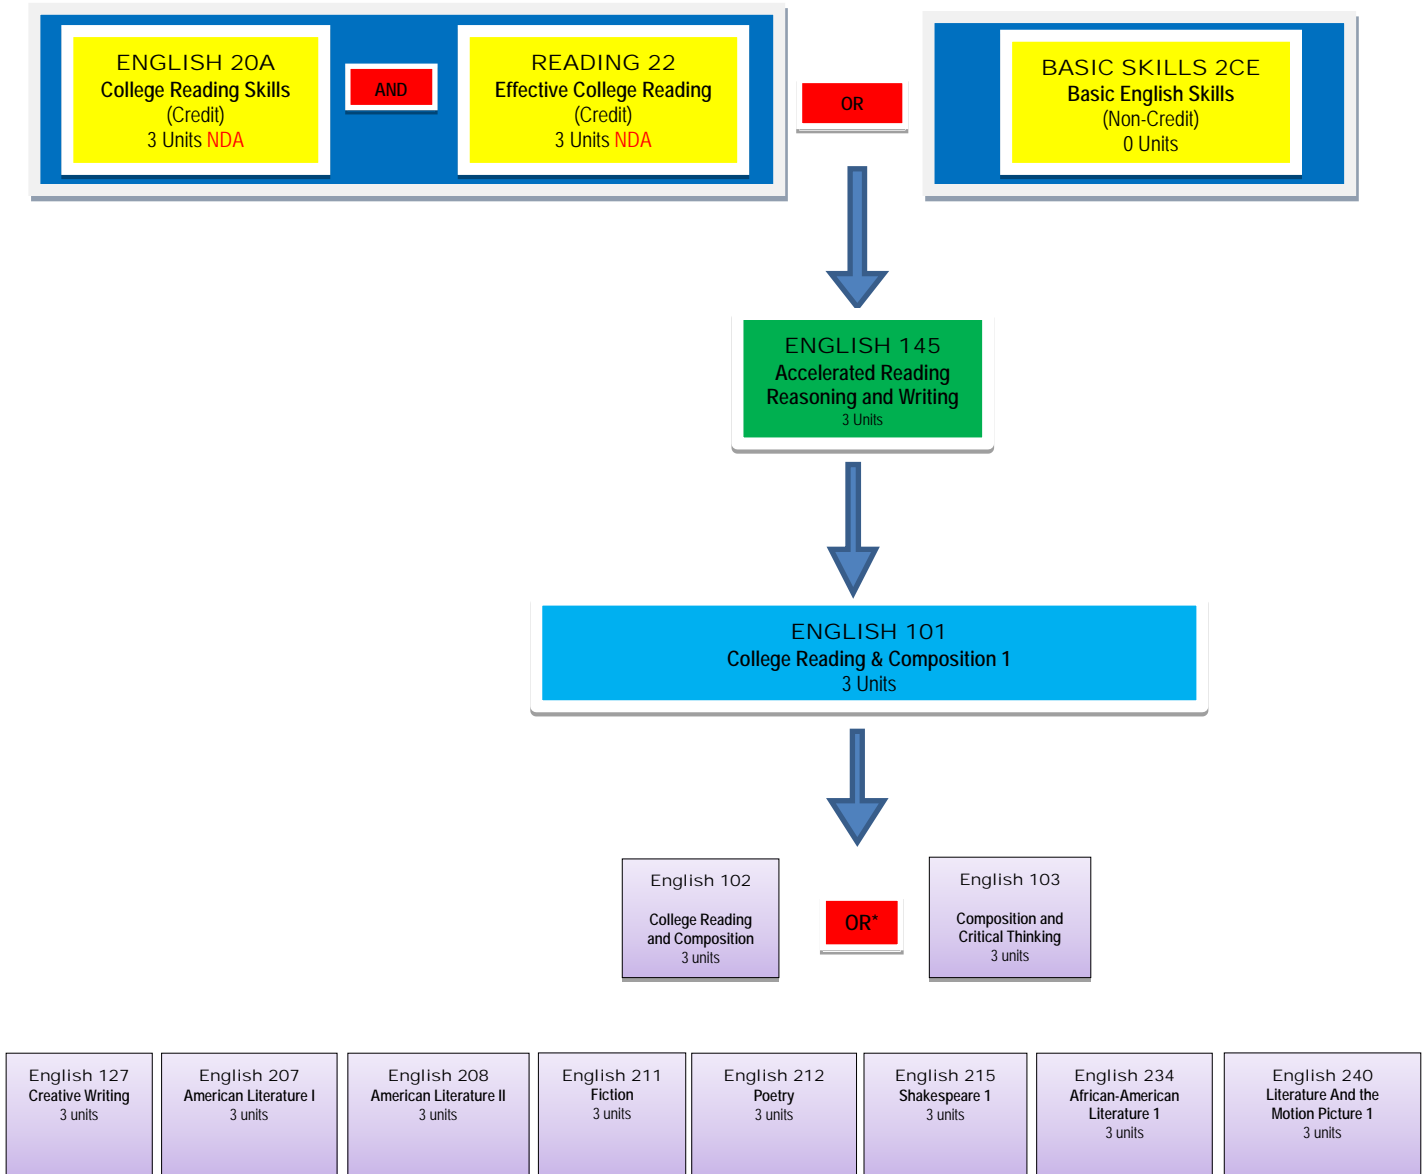 ENGLISH 20A
College Reading Skills
(Credit)
3 Units NDA
AND
READING 22
Effective College Reading
(Credit)
3 Units NDA
OR
BASIC SKILLS 2CE
Basic English Skills
(Non-Credit)
0 Units
ENGLISH 145
Accelerated Reading
Reasoning and Writing
3 Units
ENGLISH 101
College Reading & Composition 1
3 Units
English 102
College Reading
and Composition
3 units
OR*
English 103
Composition and
Critical Thinking
3 units
English 127
Creative Writing
3 units
English 207
American Literature I
3 units
English 208
American Literature II
3 units
English 211
Fiction
3 units
English 212
Poetry
3 units
English 215
Shakespeare 1
3 units
English 234
African-American
Literature 1
3 units
English 240
Literature And the
Motion Picture 1
3 units